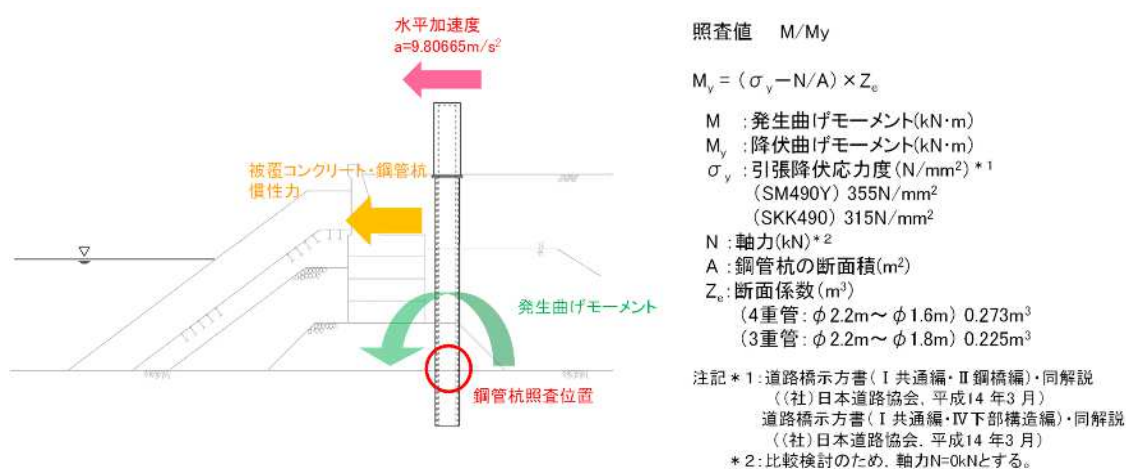 水平加速度
a=9.80665m/s²
被覆コンクリート・鋼管杭
慣性力
発生曲げモーメント
鋼管杭照査位置
照査値 M/My
My = (σy−N/A)×Ze
M :発生曲げモーメント(kN・m)
My :降伏曲げモーメント(kN・m)
σy :引張降伏応力度(N/mm²)*1
(SM490Y) 355N/mm²
(SKK490) 315N/mm²
N :軸力(kN)*2
A :鋼管杭の断面積(m²)
Ze:断面係数(m³)
(4重管:φ2.2m～φ1.6m) 0.273m³
(3重管:φ2.2m～φ1.8m) 0.225m³
注記*1:道路橋示方書(Ⅰ共通編・Ⅱ鋼橋編)・同解説
((社)日本道路協会, 平成14年3月)
道路橋示方書(Ⅰ共通編・Ⅳ下部構造編)・同解説
((社)日本道路協会, 平成14年3月)
*2:比較検討のため, 軸力N=0kNとする。